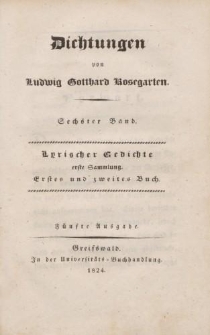 Dichtungen
von
Ludwig Gotthard Kosegarten.
Sechster Band.
Lyrischer Gedichte
erste Sammlung.
Erstes und zweites Buch.
Fünfte Ausgabe.
Greifswald.
In der Universitäts-Buchhandlung.
1824.